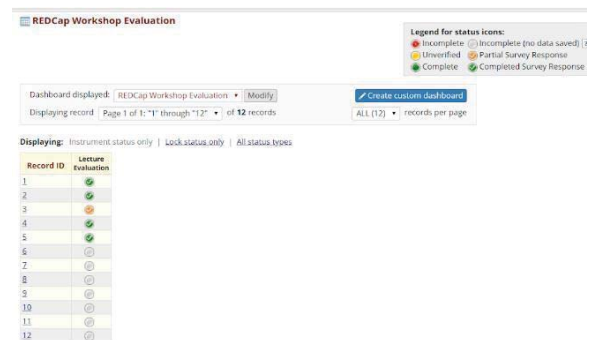 REDCap Workshop Evaluation
Legend for status icons:
Incomplete Incomplete (no data saved)
Unverified Partial Survey Response
Complete Completed Survey Response
Dashboard displayed: REDCap Workshop Evaluation Modify Create custom dashboard
Displaying record Page 1 of 1: "1" through "12" of 12 records ALL (12) records per page
Displaying: Instrument status only | Lock status only | All status types
Record ID Lecture Evaluation
1
2
3
4
5
6
7
8
9
10
11
12